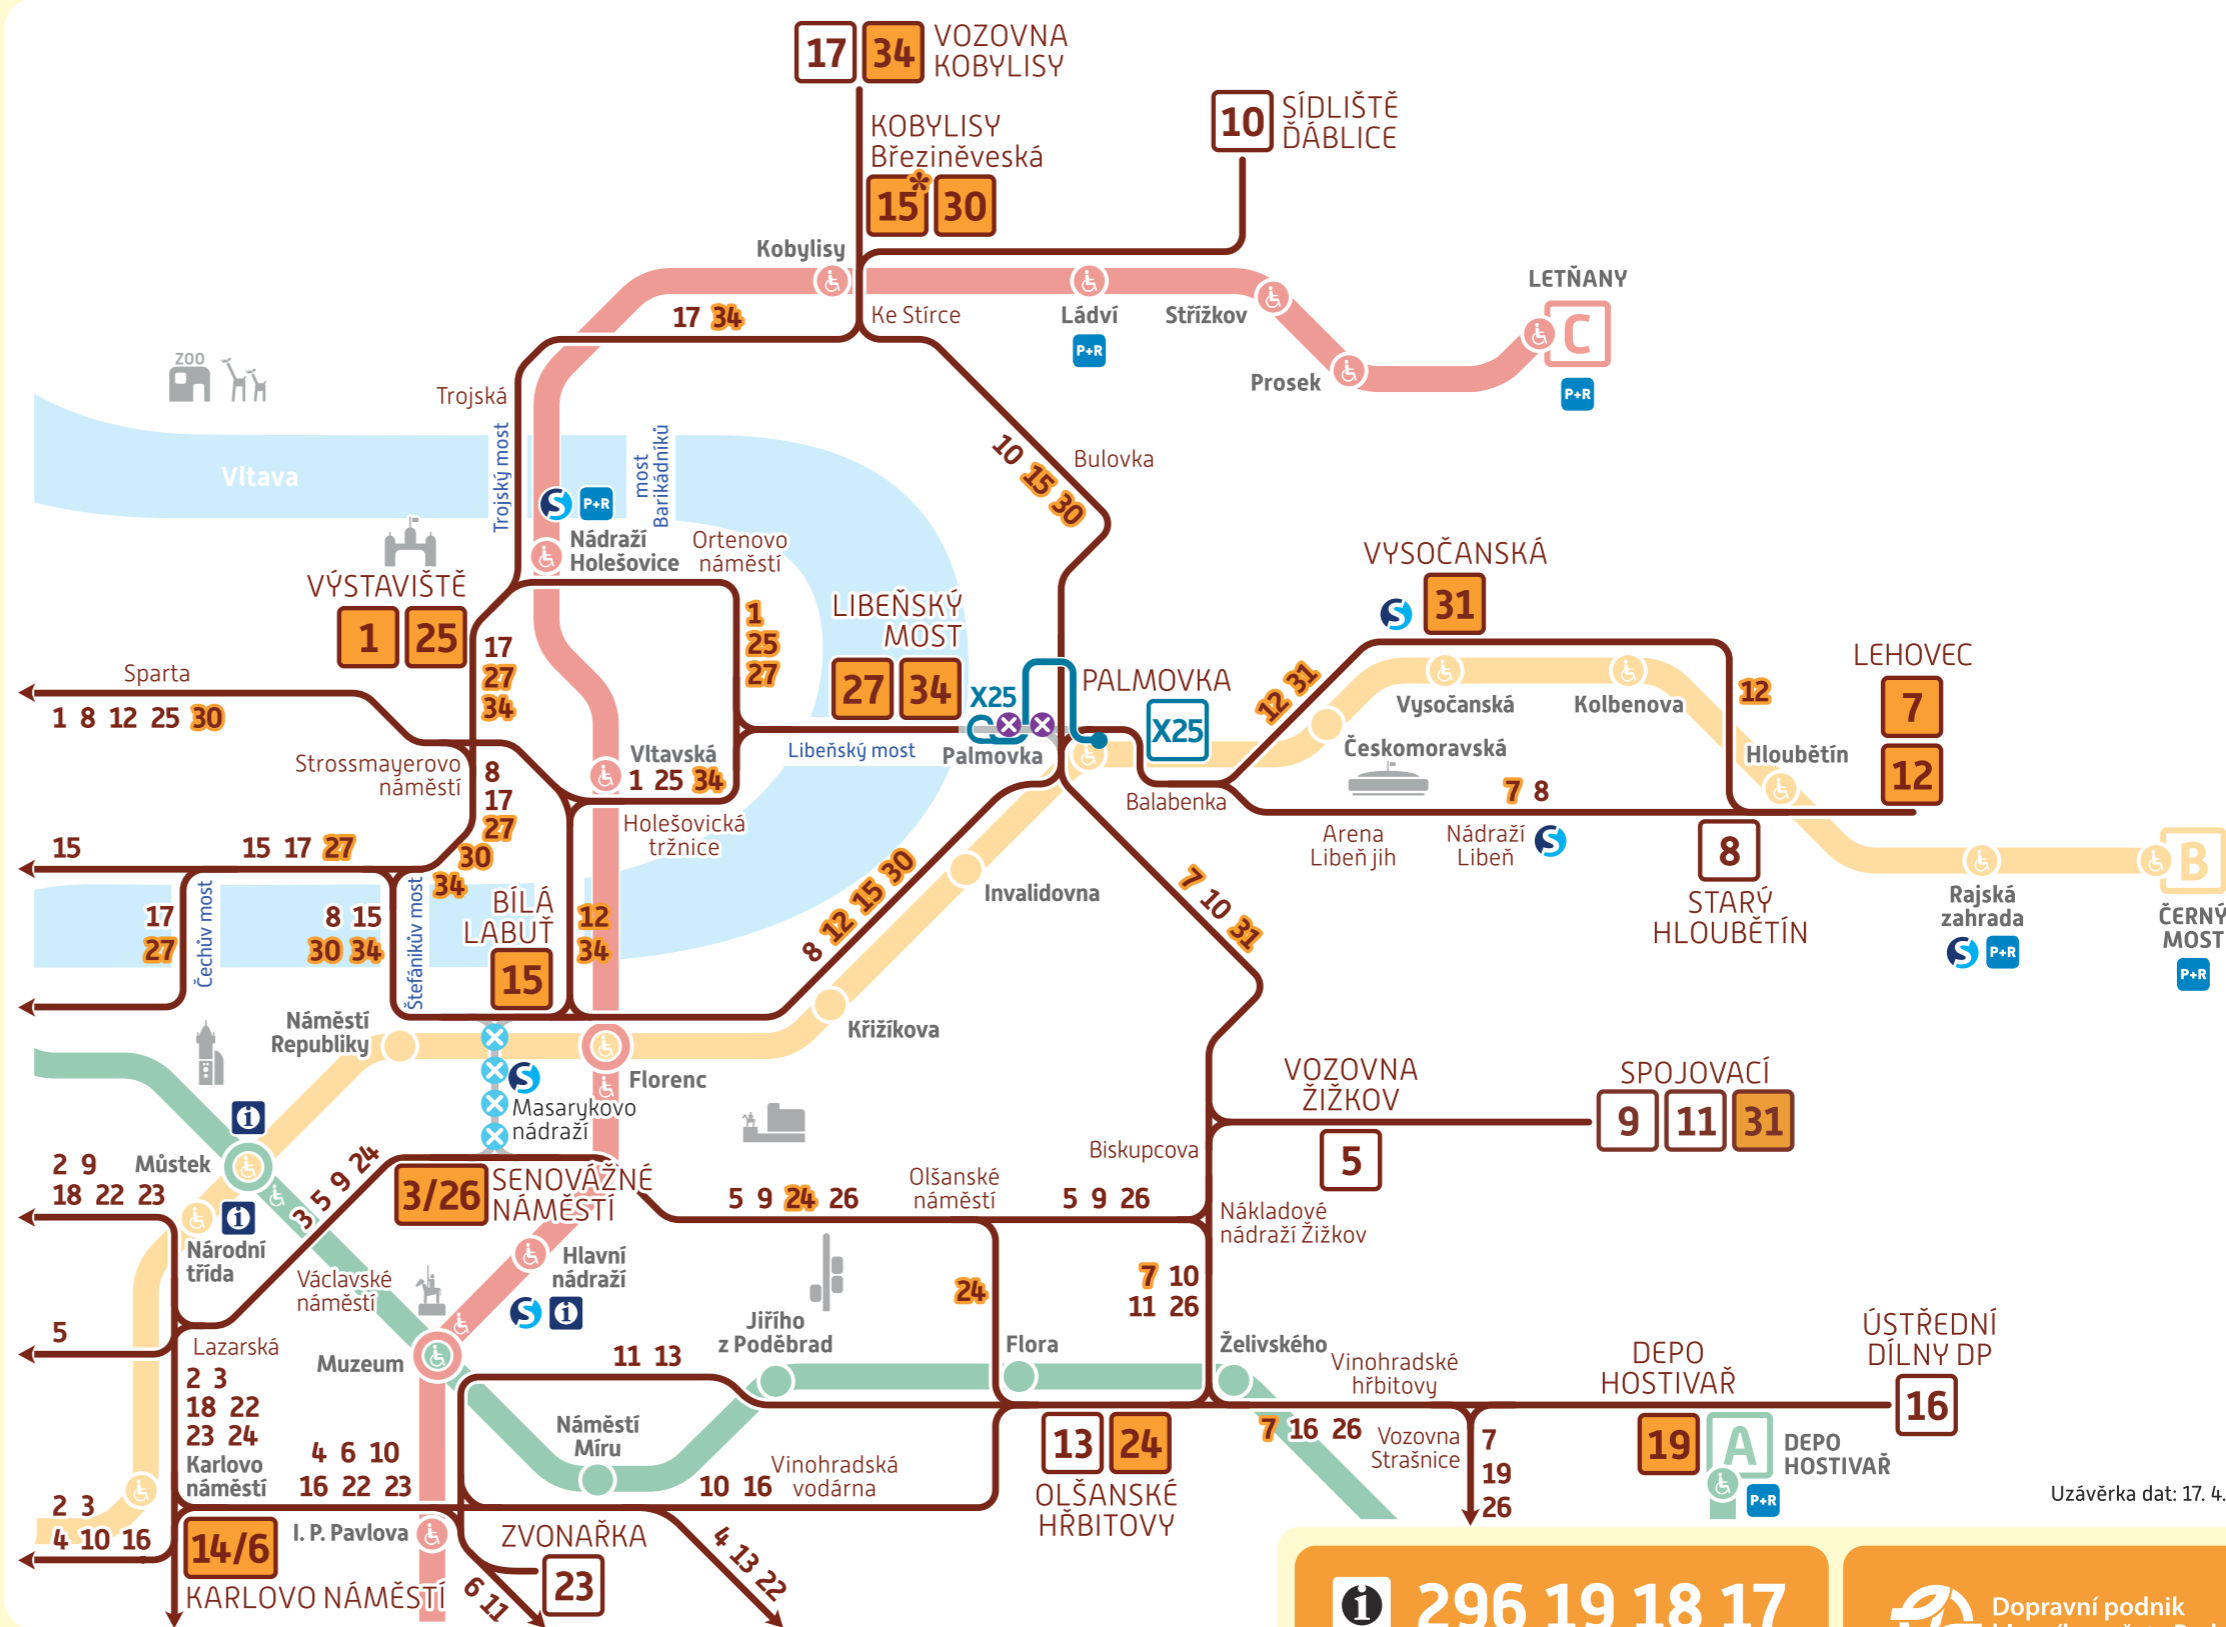 17 34 VOZOVNA
KOBYLISY
KOBYLISY
Březiněveská
15* 30
10 SÍDLIŠTĚ
ĎÁBLICE
Kobylisy
17 34
Ke Stírce
Ládví
P+R
Střížkov
Prosek
LETŇANY
C
P+R
ZOO
Trojská
Vltava
Trojský most
most
Barikádníků
S P+R
Nádraží
Holešovice
Ortenovo
náměstí
10 15 30
Bulovka
VÝSTAVIŠTĚ
1 25
17
27
34
1
25
27
LIBEŇSKÝ
MOST
27 34
X25
PALMOVKA
X25
VYSOČANSKÁ
S 31
12 31
Vysočanská
Kolbenova
12
LEHOVEC
7
12
Sparta
1 8 12 25 30
Strossmayerovo
náměstí
8
17
27
30
34
Vltavská
1 25 34
Libeňský most
Palmovka
Českomoravská
Hloubětín
Holešovická
tržnice
Balabenka
7 8
Arena
Libeň jih
Nádraží
Libeň
S
8
STARÝ
HLOUBĚTÍN
B
Rajská
zahrada
S P+R
ČERNÝ
MOST
P+R
15
15 17 27
17
27
Čechův most
8 15
30 34
Štefánikův most
BÍLÁ
LABUŤ
15
12
34
8 12 15 30
Invalidovna
7 10 31
Křižíkova
Náměstí
Republiky
Florenc
S
Masarykovo
nádraží
i
Můstek
2 9
18 22 23
i
Národní
třída
3 5 9 24
3/26
SENOVÁŽNÉ
NÁMĚSTÍ
5 9 24 26
Olšanské
náměstí
5 9 26
Biskupcova
VOZOVNA
ŽIŽKOV
5
SPOJOVACÍ
9 11 31
Nákladové
nádraží Žižkov
Hlavní
nádraží
S i
Václavské
náměstí
5
Lazarská
2 3
18 22
23 24
Karlovo
náměstí
Muzeum
11 13
Jiřího
z Poděbrad
24
Flora
7 10
11 26
Želivského
Vinohradské
hřbitovy
7 16 26
Vozovna
Strašnice
7
19
26
DEPO
HOSTIVAŘ
19
A
DEPO
HOSTIVAŘ
P+R
ÚSTŘEDNÍ
DÍLNY DP
16
Náměstí
Míru
4 6 10
16 22 23
10 16
Vinohradská
vodárna
13 24
OLŠANSKÉ
HŘBITOVY
2 3
4 10 16
14/6
KARLOVO NÁMĚSTÍ
I. P. Pavlova
ZVONAŘKA
23
6 11
4 13 22
Uzávěrka dat: 17. 4.
i 296 19 18 17
Dopravní podnik